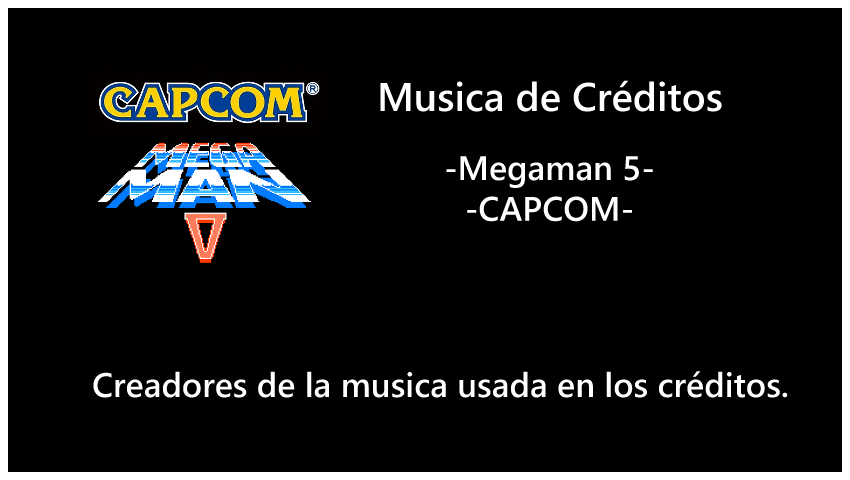 CAPCOM®
MEGA
MAN
V
Musica de Créditos
-Megaman 5-
-CAPCOM-
Creadores de la musica usada en los créditos.